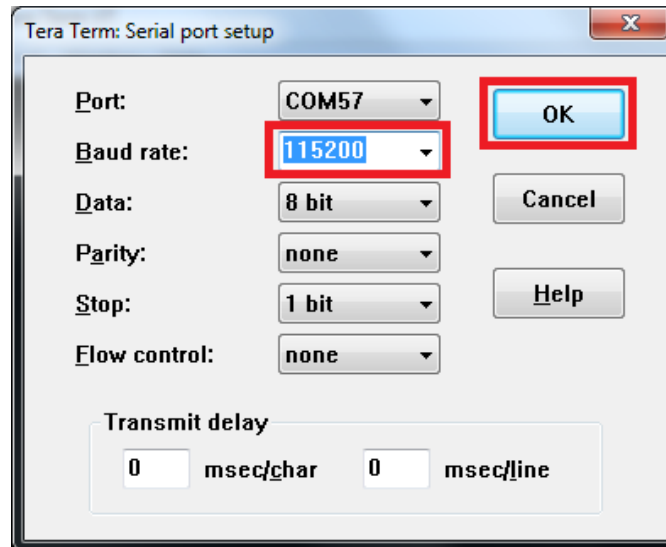 Tera Term: Serial port setup
Port: COM57 OK
Baud rate: 115200
Data: 8 bit Cancel
Parity: none
Stop: 1 bit Help
Flow control: none
Transmit delay
0 msec/char 0 msec/line